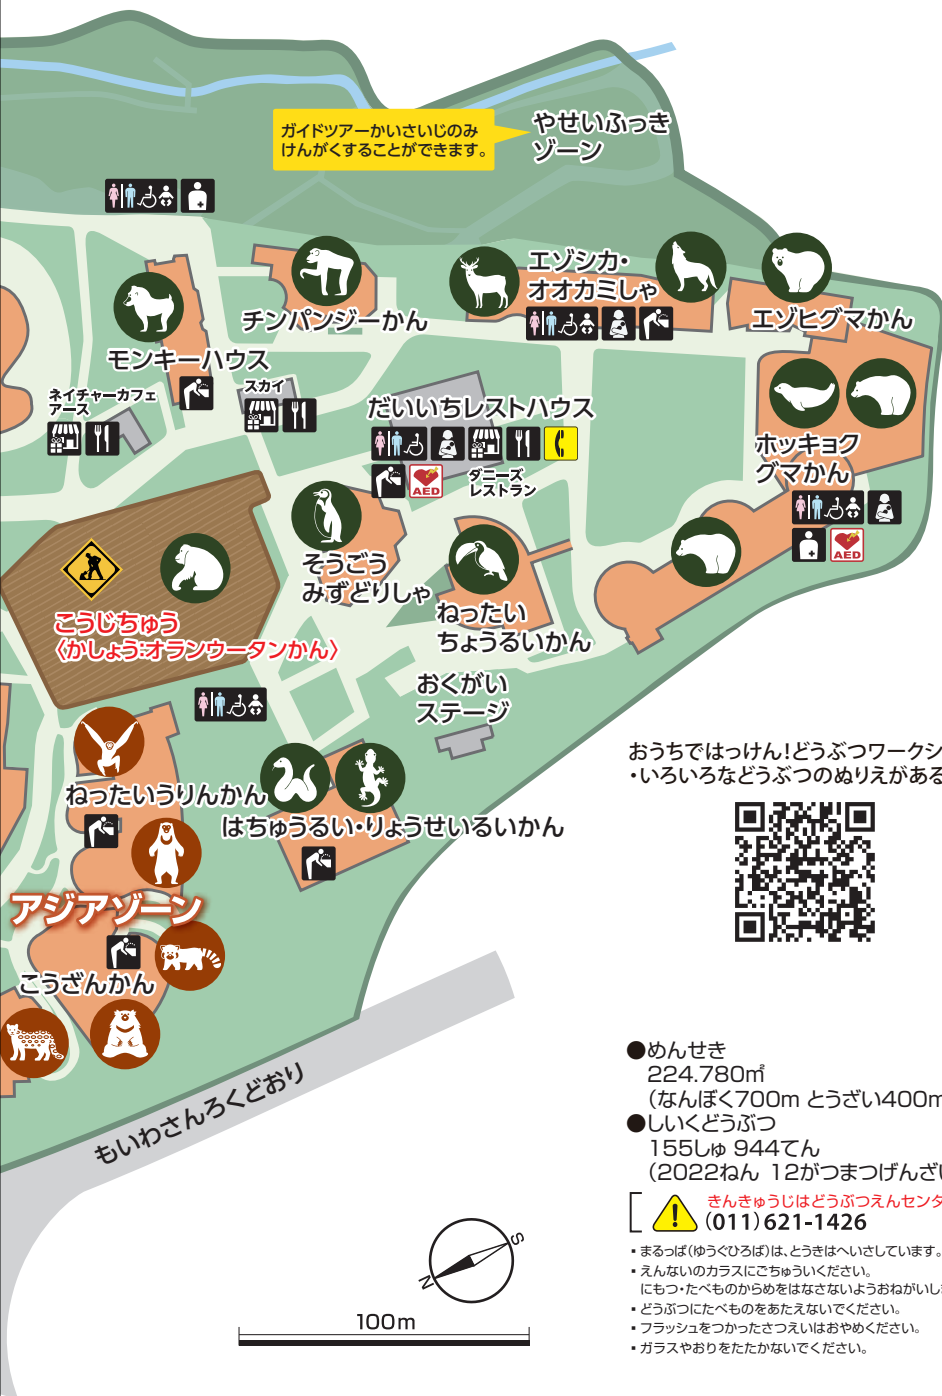 ガイドツアーかいさいじのみ
けんがくすることができます。
やせいふっき
ゾーン
エゾシカ・
オオカミしゃ
チンパンジーかん
エゾヒグマかん
モンキーハウス
ネイチャーカフェ
アース
スカイ
だいいちレストハウス
ダニーズ
レストラン
AED
ホッキョク
グマかん
AED
そうごう
みずどりしゃ
ねったい
ちょうるいかん
こうじちゅう
〈かしょう:オランウータンかん〉
おくがい
ステージ
ねったいうりんかん
はちゅうるい・りょうせいるいかん
アジアゾーン
こうざんかん
もいわさんろくどおり
おうちではっけん!どうぶつワークシ
・いろいろなどうぶつのぬりえがある
●めんせき
224.780㎡
(なんぼく700m とうざい400m
●しいくどうぶつ
155しゅ 944てん
(2022ねん 12がつまつげんざい
きんきゅうじはどうぶつえんセンタ
(011)621-1426
▪ まるっぱ(ゆうぐひろば)は、とうきはへいさしています。
▪ えんないのカラスにごちゅういください。
にもつ・たべものからめをはなさないようおねがいしま
▪ どうぶつにたべものをあたえないでください。
▪ フラッシュをつかったさつえいはおやめください。
▪ ガラスやおりをたたかないでください。
S
N
100m